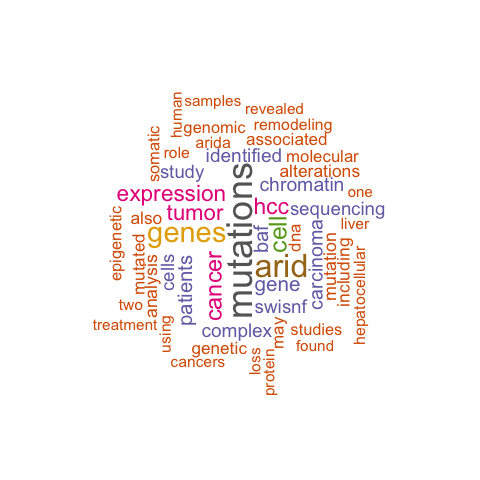 human
samples
revealed
genomic
remodeling
somatic
arida
associated
role
identified
molecular
study
alterations
chromatin
expression
one
hcc
sequencing
tumor
also
mutations
cell
liver
genes
baf
dna
epigenetic
mutated
analysis
cells
patients
cancer
arid
carcinoma
mutation
including
hepatocellular
gene
two
swisnf
treatment
using
complex
may
studies
genetic
found
cancers
loss
protein